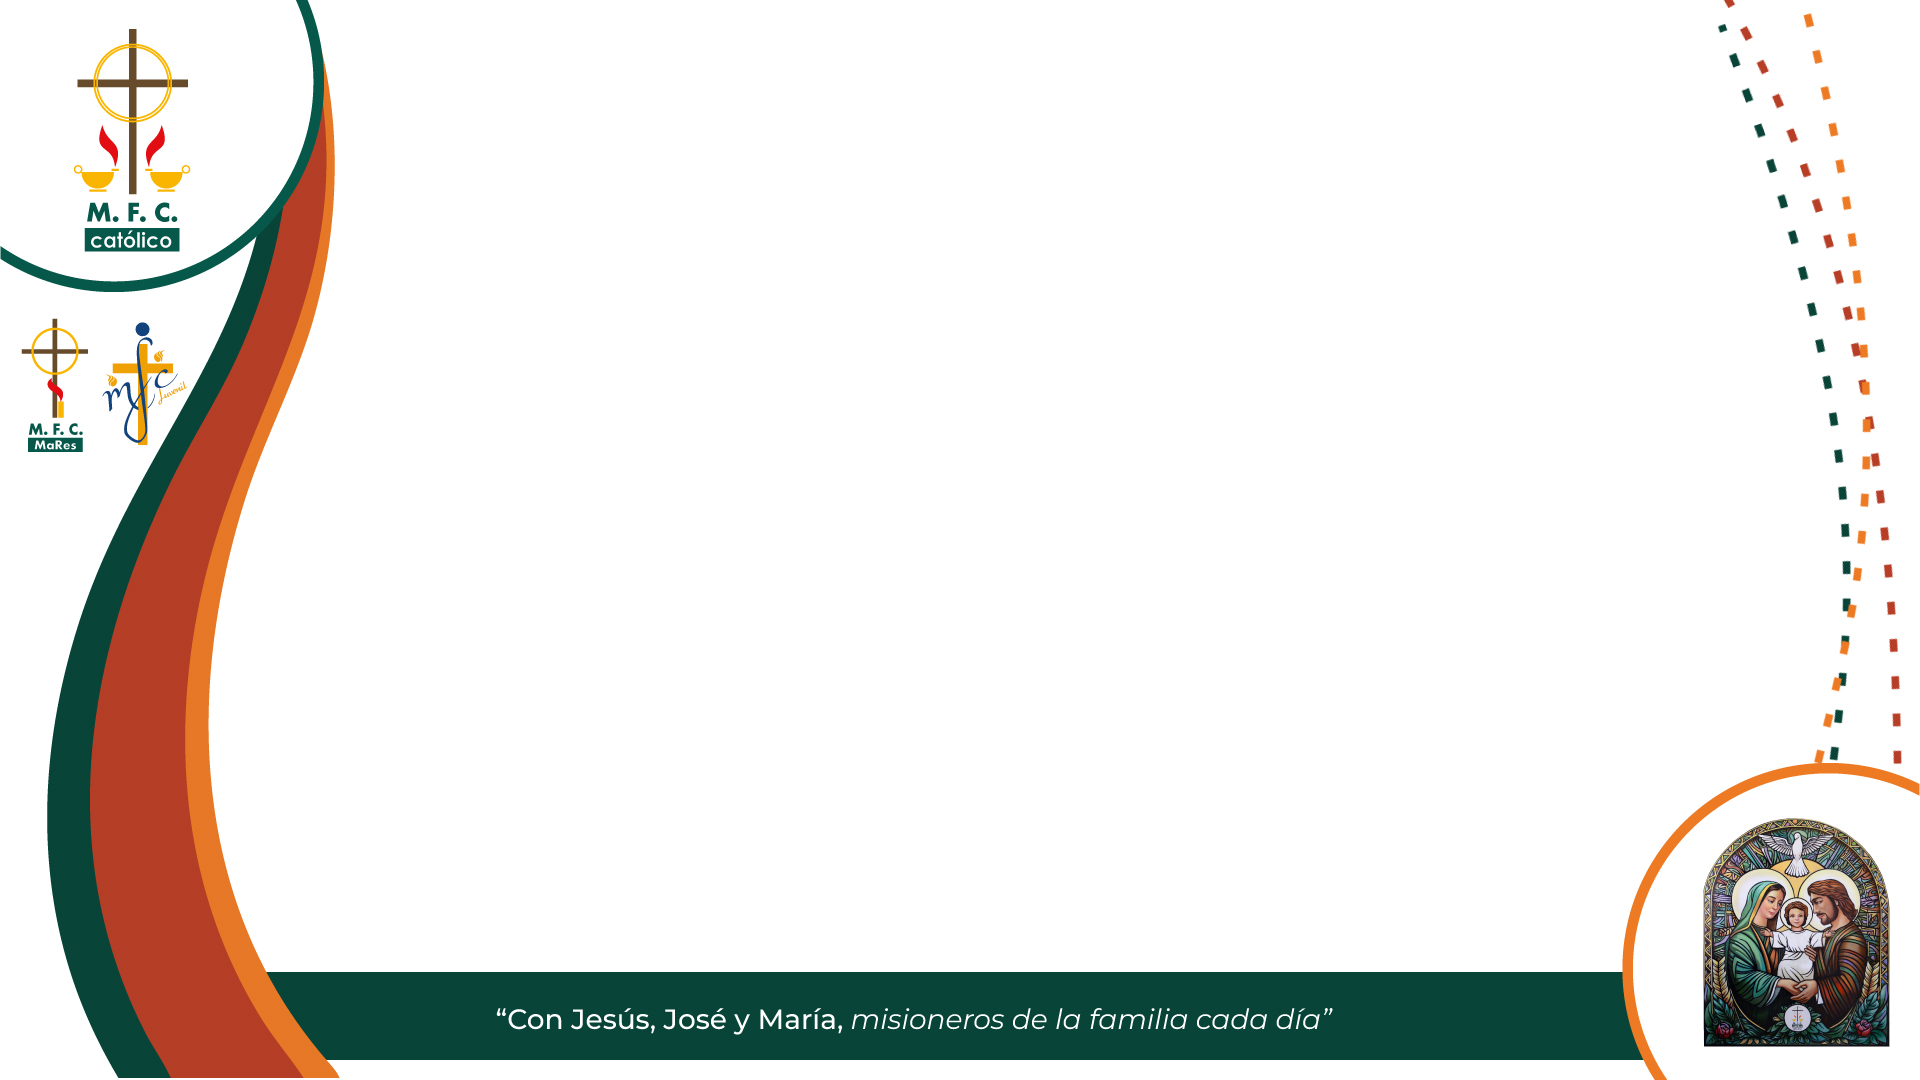 M. F. C.
católico
M. F. C.
MaRes
mfc
Juvenil
“Con Jesús, José y María, misioneros de la familia cada día”